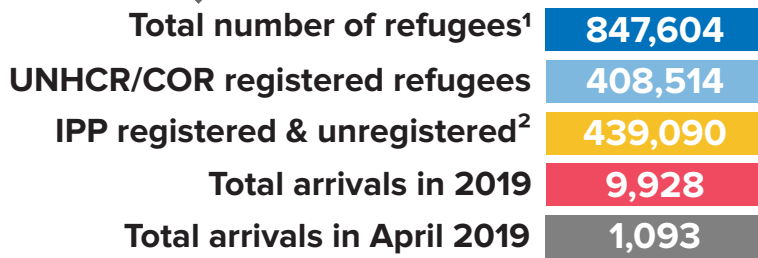 Total number of refugees¹ 847,604
UNHCR/COR registered refugees 408,514
IPP registered & unregistered² 439,090
Total arrivals in 2019 9,928
Total arrivals in April 2019 1,093